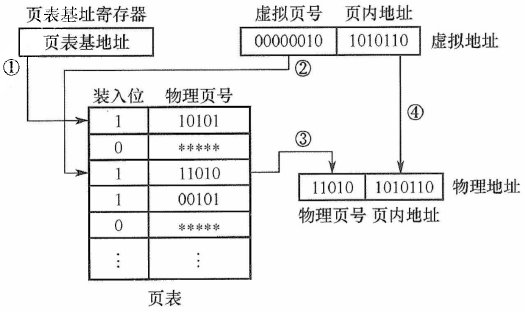 页表基址寄存器
页表基地址
①
虚拟页号 页内地址
00000010 1010110 虚拟地址
②
④
装入位 物理页号
1 10101
0 *****
1 11010
1 00101
0 *****
⋮ ⋮
页表
③
11010 1010110 物理地址
物理页号 页内地址